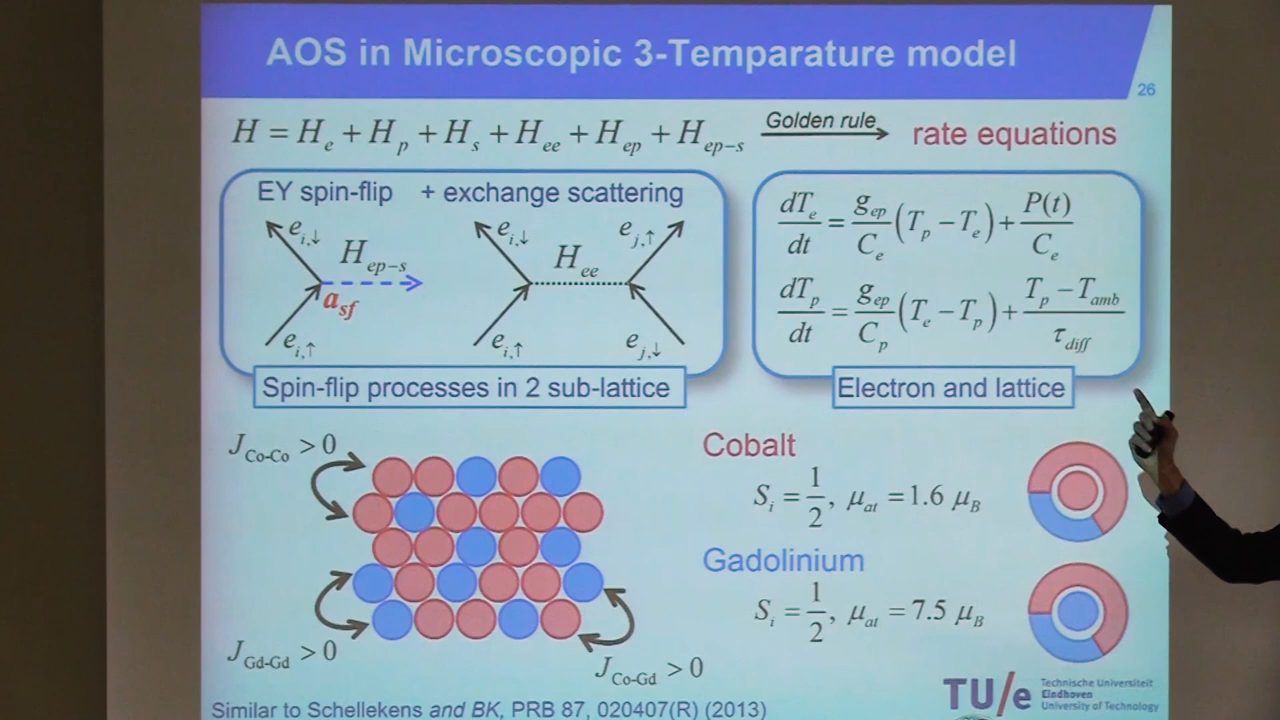 AOS in Microscopic 3-Temparature model
26
H = H_e + H_p + H_s + H_ee + H_ep + H_ep-s
Golden rule
rate equations
EY spin-flip + exchange scattering
e_i,↓ H_ep-s a_sf e_i,↑
e_i,↓ e_j,↑ H_ee e_i,↑ e_j,↓
Spin-flip processes in 2 sub-lattice
dT_e/dt = g_ep/C_e (T_p − T_e) + P(t)/C_e
dT_p/dt = g_ep/C_p (T_e − T_p) + (T_p − T_amb)/τ_diff
Electron and lattice
J_Co-Co > 0
J_Gd-Gd > 0
J_Co-Gd > 0
Cobalt
S_i = 1/2, μ_at = 1.6 μ_B
Gadolinium
S_i = 1/2, μ_at = 7.5 μ_B
Similar to Schellekens and BK, PRB 87, 020407(R) (2013)
TU/e
Technische Universiteit
Eindhoven
University of Technology